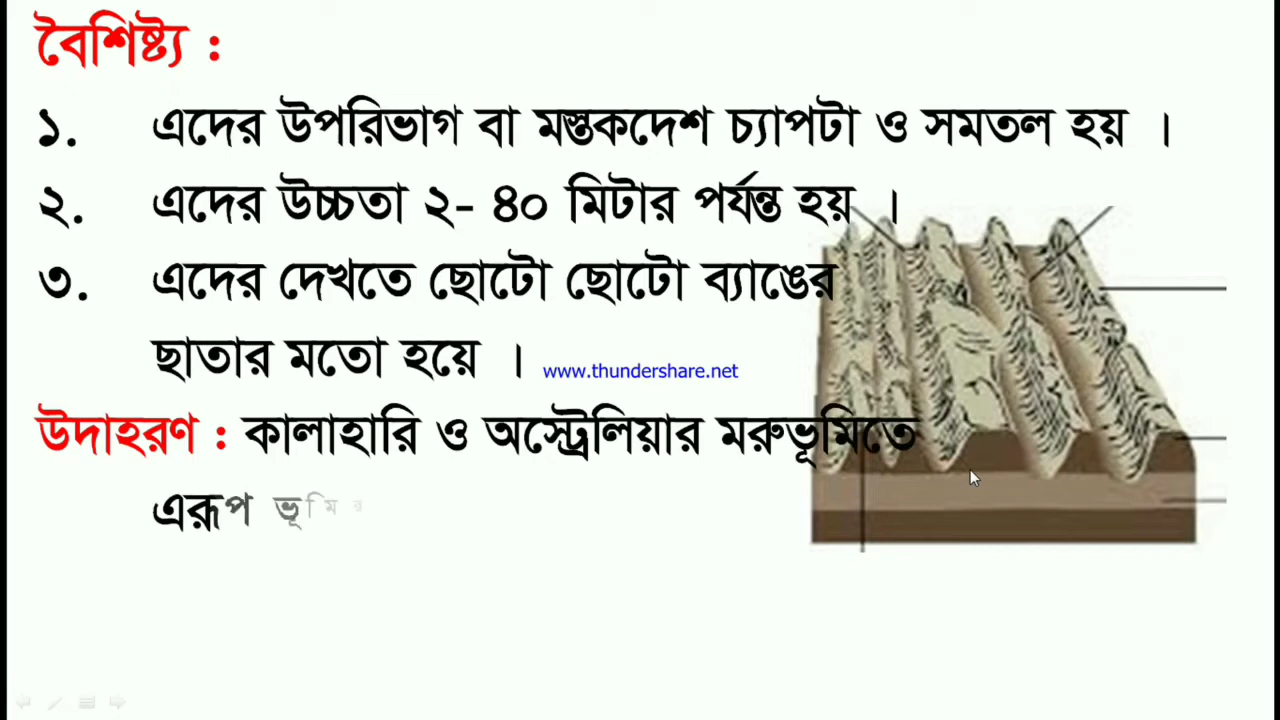 বৈশিষ্ট্য :
১. এদের উপরিভাগ বা মস্তকদেশ চ্যাপটা ও সমতল হয় ।
২. এদের উচ্চতা ২- ৪০ মিটার পর্যন্ত হয় ।
৩. এদের দেখতে ছোটো ছোটো ব্যাঙের
ছাতার মতো হয়ে ।
www.thundershare.net
উদাহরণ : কালাহারি ও অস্ট্রেলিয়ার মরুভূমিতে
এরূপ ভূমির